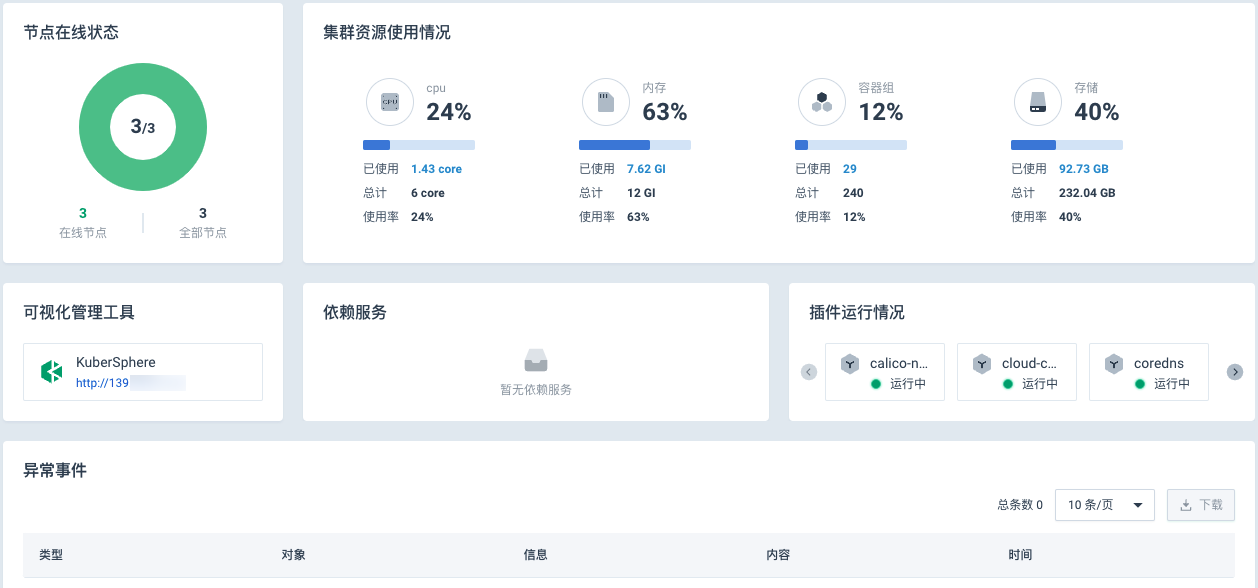 节点在线状态
3/3
3
在线节点
3
全部节点
集群资源使用情况
CPU
cpu
24%
已使用 1.43 core
总计 6 core
使用率 24%
内存
63%
已使用 7.62 GI
总计 12 GI
使用率 63%
容器组
12%
已使用 29
总计 240
使用率 12%
存储
40%
已使用 92.73 GB
总计 232.04 GB
使用率 40%
可视化管理工具
KuberSphere
http://139
依赖服务
暂无依赖服务
插件运行情况
calico-n...
运行中
cloud-c...
运行中
coredns
运行中
异常事件
总条数 0
10 条/页
下载
类型 对象 信息 内容 时间